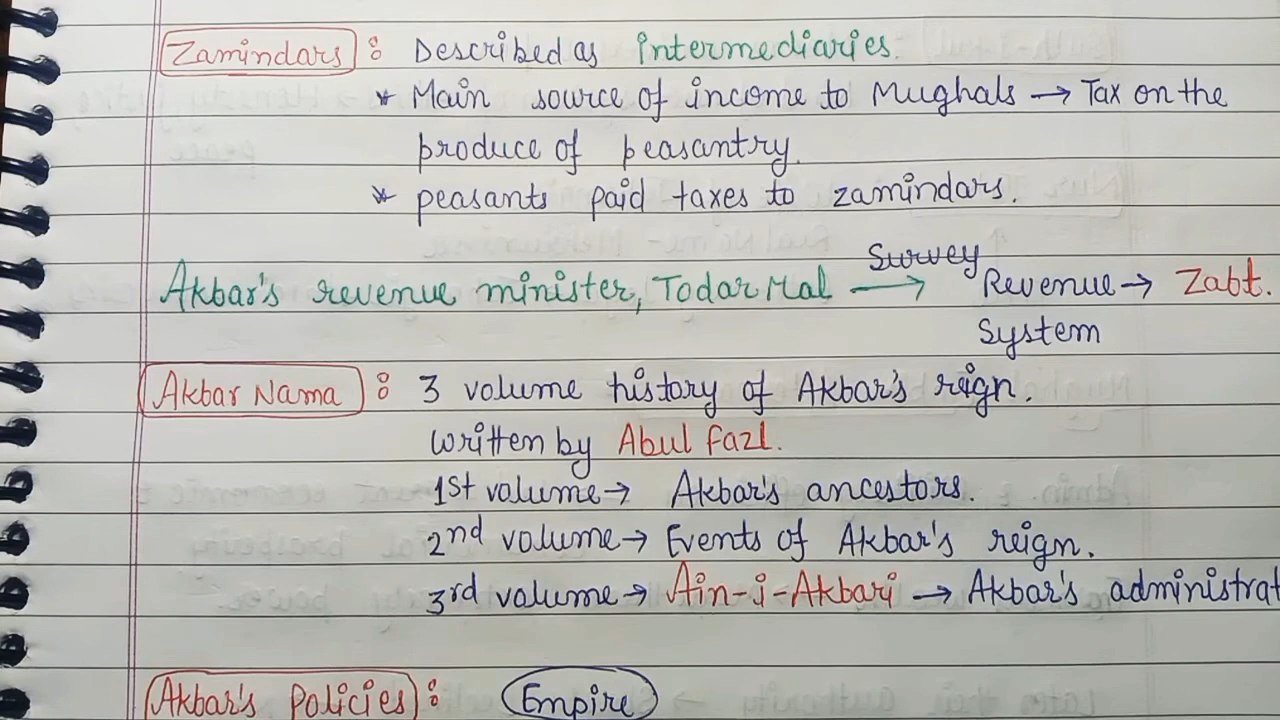 Zamindars : Described as intermediaries.
* Main source of income to Mughals → Tax on the
produce of peasantry.
* peasants paid taxes to zamindars.
Survey
Akbar's revenue minister, Todar Mal → Revenue → Zabt.
System
Akbar Nama : 3 volume history of Akbar's reign.
written by Abul Fazl.
1st volume → Akbar's ancestors.
2nd volume → Events of Akbar's reign.
3rd volume → Ain-i-Akbari → Akbar's administrat
Akbar's Policies : Empire